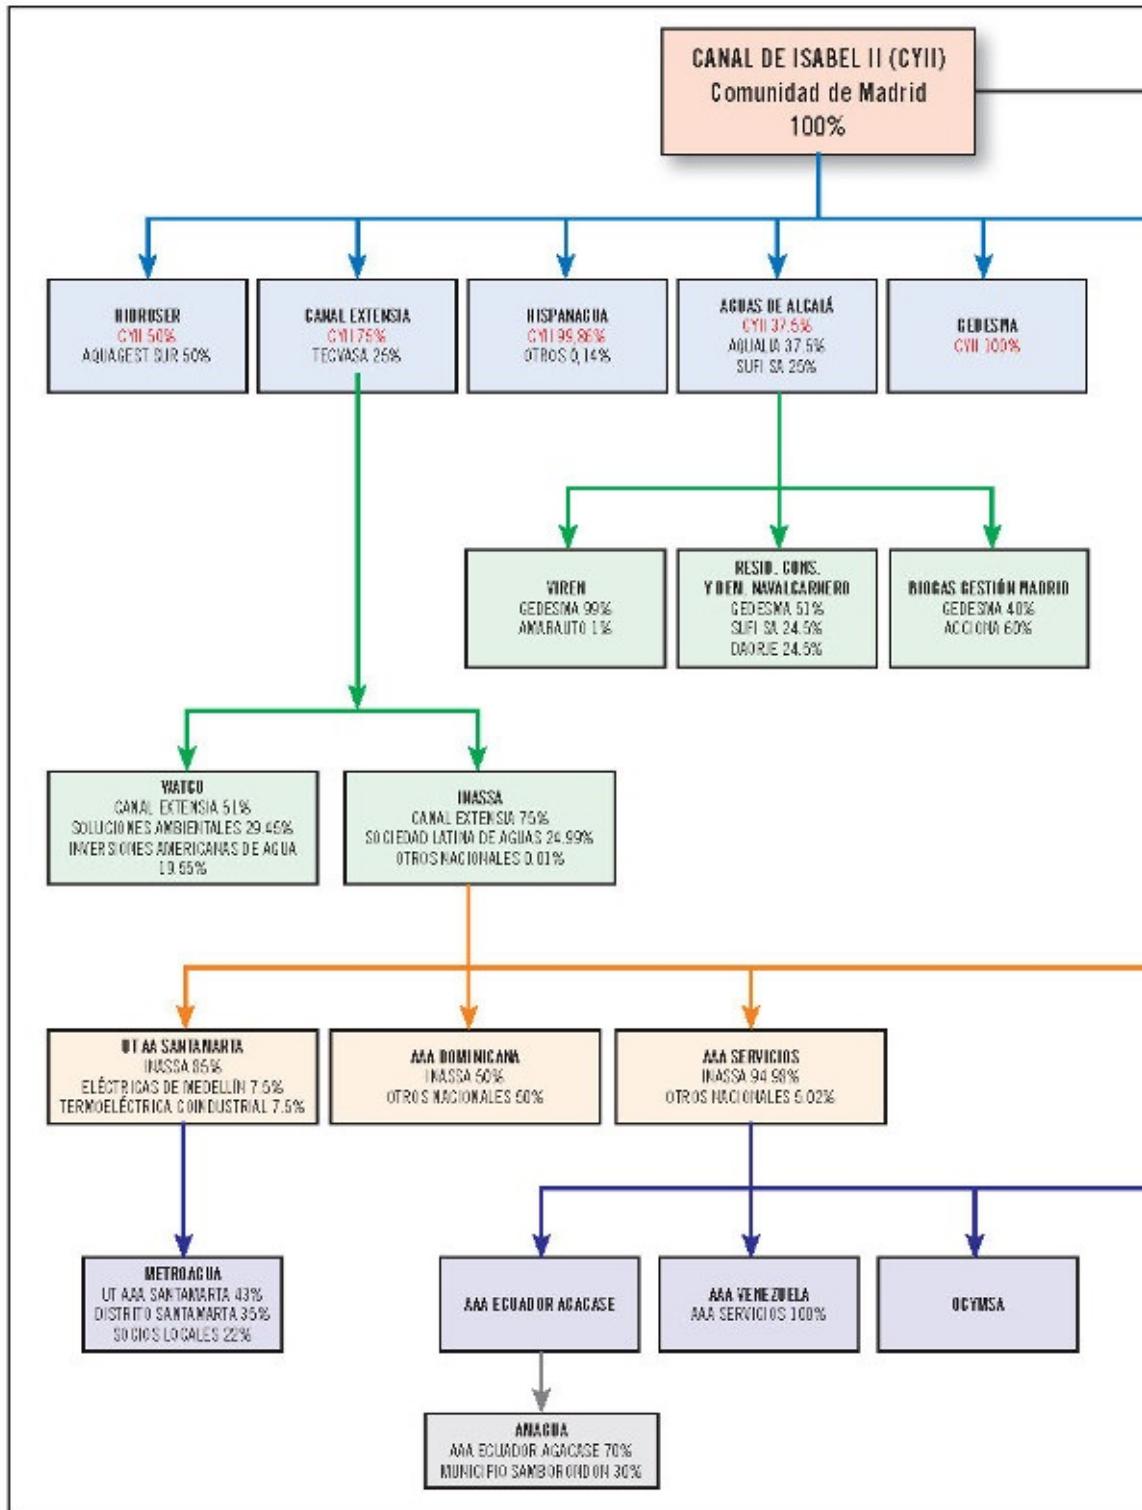 CANAL DE ISABEL II (CYII)
Comunidad de Madrid
100%
HIDROSER
CYII 50%
AQUAGEST SUR 50%
CANAL EXTENSIA
CYII 75%
TECVASA 25%
HISPANAGUA
CYII 99,86%
OTROS 0,14%
AGUAS DE ALCALÁ
CYII 37.5%
AQUALIA 37.5%
SUFI SA 25%
GEDESMA
CYII 100%
VIREN
GEDESMA 99%
AMARAUTO 1%
RESID. CONS.
Y DEM. NAVALCARNERO
GEDESMA 51%
SUFI SA 24.5%
DAORJE 24.5%
BIOGAS GESTIÓN MADRID
GEDESMA 40%
ACCIONA 60%
WATCO
CANAL EXTENSIA 51%
SOLUCIONES AMBIENTALES 29.45%
INVERSIONES AMERICANAS DE AGUA
19.55%
INASSA
CANAL EXTENSIA 75%
SOCIEDAD LATINA DE AGUAS 24.99%
OTROS NACIONALES 0.01%
UT AA SANTAMARTA
INASSA 85%
ELÉCTRICAS DE MEDELLÍN 7.5%
TERMOELÉCTRICA COINDUSTRIAL 7.5%
AAA DOMINICANA
INASSA 50%
OTROS NACIONALES 50%
AAA SERVICIOS
INASSA 94.98%
OTROS NACIONALES 5.02%
METROAGUA
UT AAA SANTAMARTA 43%
DISTRITO SANTAMARTA 35%
SOCIOS LOCALES 22%
AAA ECUADOR AGACASE
AAA VENEZUELA
AAA SERVICIOS 100%
OCYMSA
AMAGUA
AAA ECUADOR AGACASE 70%
MUNICIPIO SAMBORONDON 30%